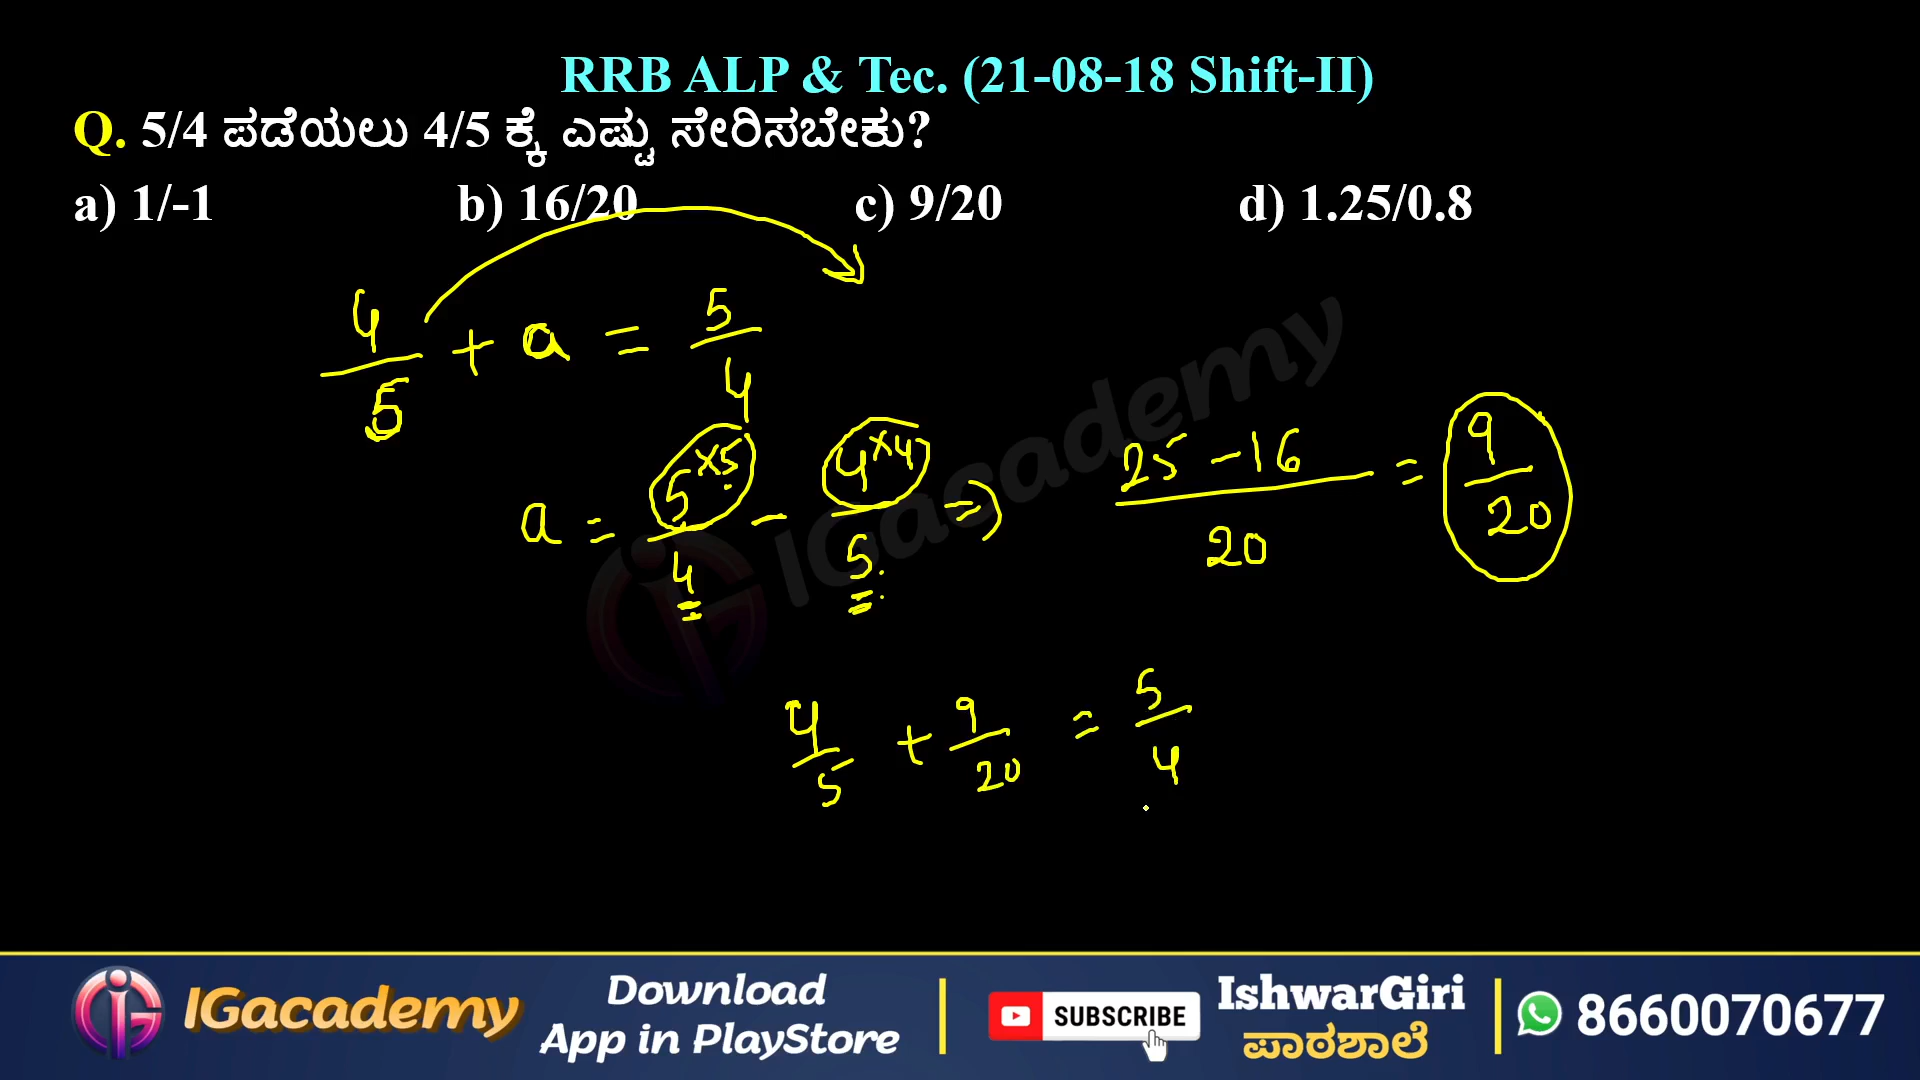 RRB ALP & Tec. (21-08-18 Shift-II)
Q. 5/4 ಪಡೆಯಲು 4/5 ಕ್ಕೆ ಎಷ್ಟು ಸೇರಿಸಬೇಕು?
a) 1/-1 b) 16/20 c) 9/20 d) 1.25/0.8
4/5 + a = 5/4
a = 5×5/4 - 4×4/5 ⇒ 25-16/20 = 9/20
4/5 + 9/20 = 5/4
IGacademy
IGacademy
Download
App in PlayStore
SUBSCRIBE
IshwarGiri
ಪಾಠಶಾಲೆ
8660070677